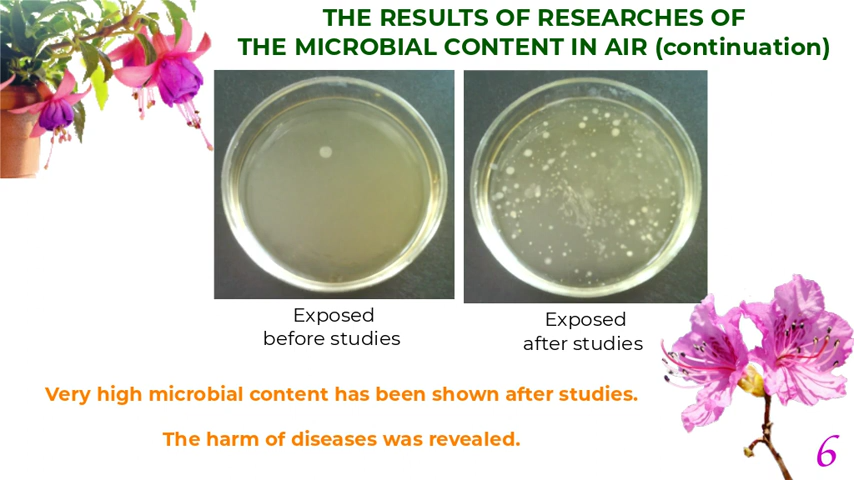 THE RESULTS OF RESEARCHES OF
THE MICROBIAL CONTENT IN AIR (continuation)
Exposed
before studies
Exposed
after studies
Very high microbial content has been shown after studies.
The harm of diseases was revealed.
6